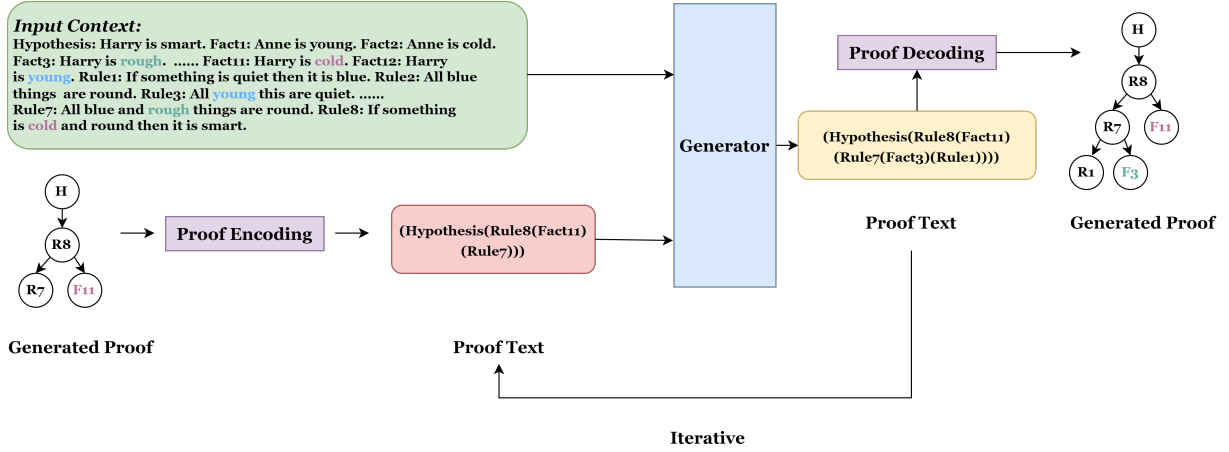 Input Context:
Hypothesis: Harry is smart. Fact1: Anne is young. Fact2: Anne is cold.
Fact3: Harry is rough. ...... Fact11: Harry is cold. Fact12: Harry
is young. Rule1: If something is quiet then it is blue. Rule2: All blue
things are round. Rule3: All young this are quiet. ......
Rule7: All blue and rough things are round. Rule8: If something
is cold and round then it is smart.
H
R8
R7
F11
Generated Proof
Proof Encoding
(Hypothesis(Rule8(Fact11)
(Rule7)))
Proof Text
Generator
(Hypothesis(Rule8(Fact11)
(Rule7(Fact3)(Rule1))))
Proof Text
Proof Decoding
H
R8
R7
F11
R1
F3
Generated Proof
Iterative